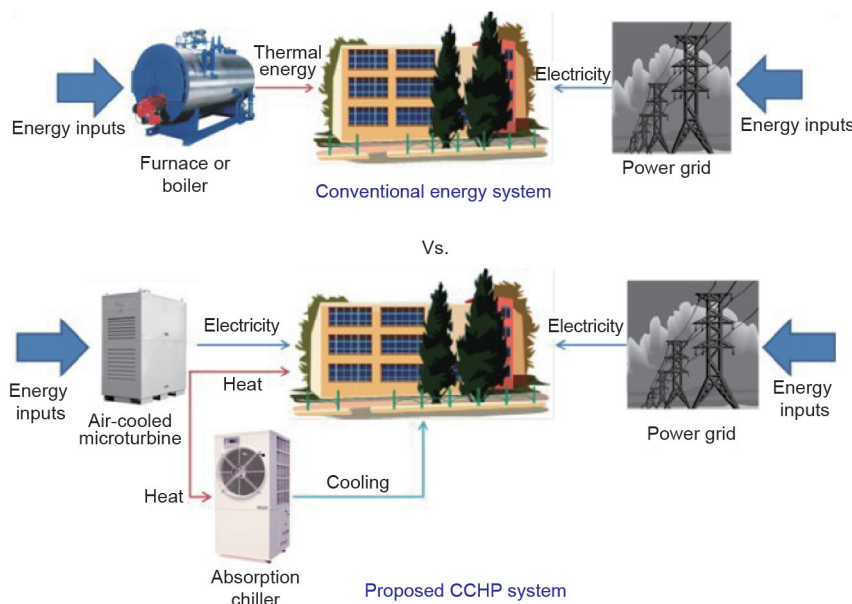 Thermal
energy
Electricity
Energy inputs
Energy inputs
Furnace or
boiler
Power grid
Conventional energy system
Vs.
Electricity
Electricity
Heat
Energy
inputs
Energy
inputs
Air-cooled
microturbine
Power grid
Heat
Cooling
Absorption
chiller
Proposed CCHP system